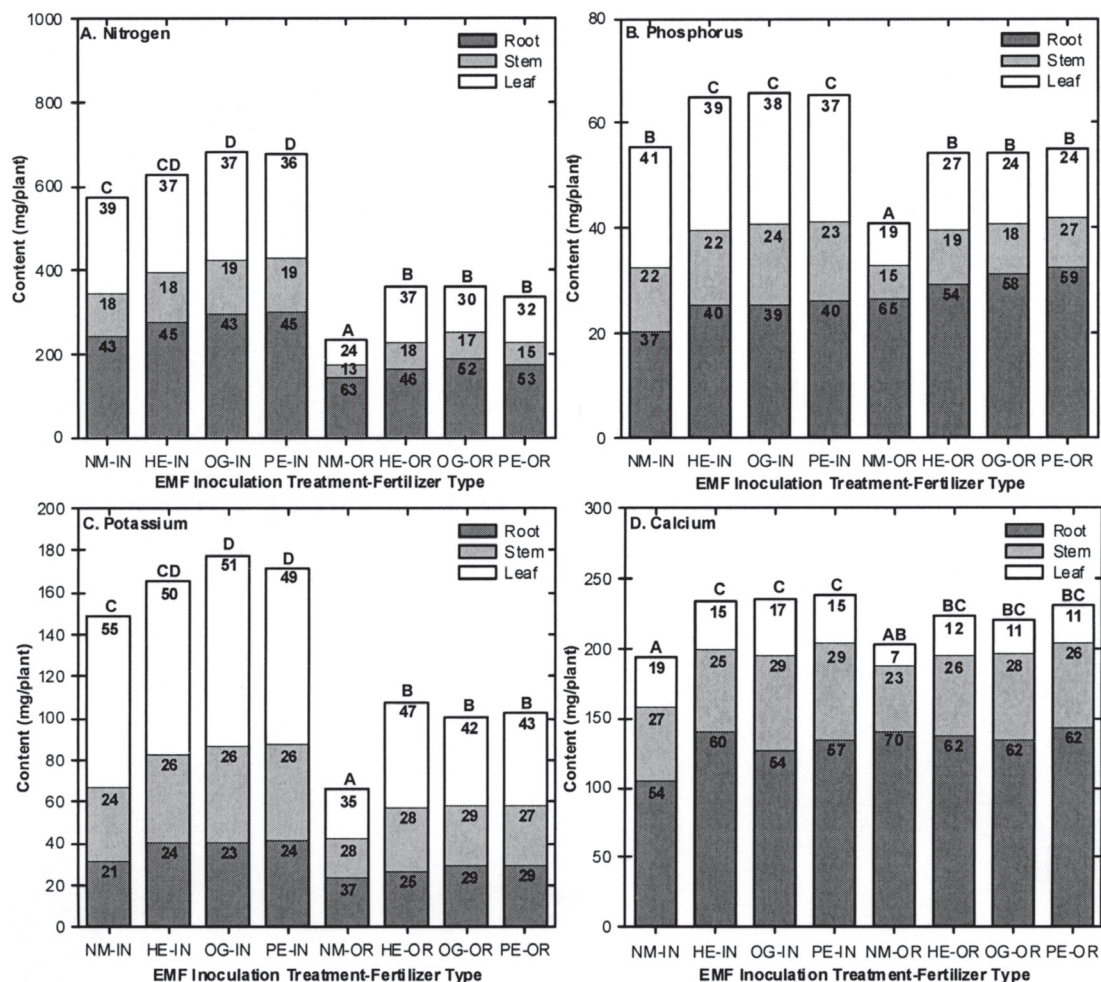 A. Nitrogen
1000
800
600
400
200
0
Content (mg/plant)
Root
Stem
Leaf
C CD D D A B B B
39 37 37 36 24 37 30 32
18 18 19 19 13 18 17 15
43 45 43 45 63 46 52 53
NM-IN HE-IN OG-IN PE-IN NM-OR HE-OR OG-OR PE-OR
EMF Inoculation Treatment-Fertilizer Type
B. Phosphorus
80
60
40
20
0
Content (mg/plant)
Root
Stem
Leaf
B C C C A B B B
41 39 38 37 19 27 24 24
22 22 24 23 15 19 18 27
37 40 39 40 65 54 58 59
NM-IN HE-IN OG-IN PE-IN NM-OR HE-OR OG-OR PE-OR
EMF Inoculation Treatment-Fertilizer Type
C. Potassium
200
180
160
140
120
100
80
60
40
20
0
Content (mg/plant)
Root
Stem
Leaf
C CD D D A B B B
55 50 51 49 35 47 42 43
24 26 26 26 28 28 29 27
21 24 23 24 37 25 29 29
NM-IN HE-IN OG-IN PE-IN NM-OR HE-OR OG-OR PE-OR
EMF Inoculation Treatment-Fertilizer Type
D. Calcium
300
250
200
150
100
50
0
Content (mg/plant)
Root
Stem
Leaf
A C C C AB BC BC BC
19 15 17 15 7 12 11 11
27 25 29 29 23 26 28 26
54 60 54 57 70 62 62 62
NM-IN HE-IN OG-IN PE-IN NM-OR HE-OR OG-OR PE-OR
EMF Inoculation Treatment-Fertilizer Type